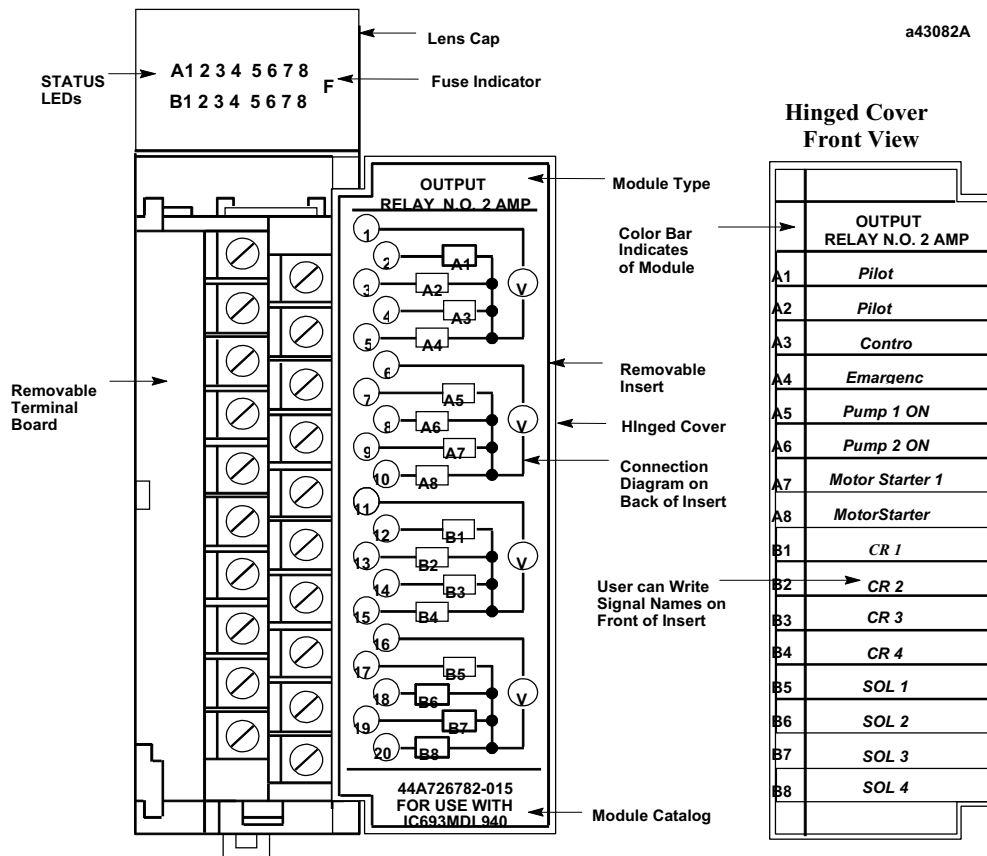 a43082A
Lens Cap
STATUS
LEDs
A1 2 3 4 5 6 7 8
B1 2 3 4 5 6 7 8
F
Fuse Indicator
Hinged Cover
Front View
OUTPUT
RELAY N.O. 2 AMP
Module Type
1
2
A1
3
A2
V
4
A3
5
A4
6
7
A5
8
A6
V
9
A7
10
A8
11
12
B1
13
B2
V
14
B3
15
B4
16
17
B5
18
B6
V
19
B7
20
B8
44A726782-015
FOR USE WITH
IC693MDL940
Removable
Terminal
Board
Color Bar
Indicates
of Module
Removable
Insert
HInged Cover
Connection
Diagram on
Back of Insert
User can Write
Signal Names on
Front of Insert
Module Catalog
OUTPUT
RELAY N.O. 2 AMP
A1 Pilot
A2 Pilot
A3 Contro
A4 Emargenc
A5 Pump 1 ON
A6 Pump 2 ON
A7 Motor Starter 1
A8 MotorStarter
B1 CR 1
B2 CR 2
B3 CR 3
B4 CR 4
B5 SOL 1
B6 SOL 2
B7 SOL 3
B8 SOL 4